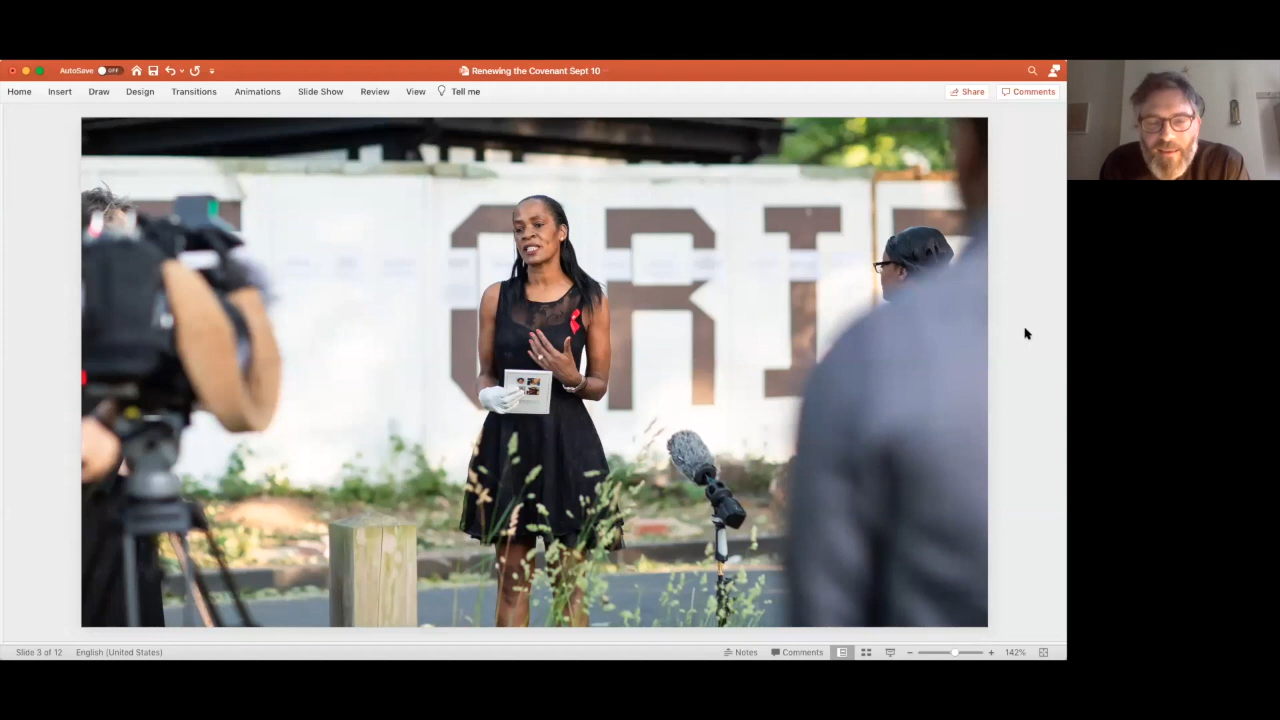 AutoSave OFF
Renewing the Covenant Sept 10
Home Insert Draw Design Transitions Animations Slide Show Review View Tell me
Share Comments
GRI
Slide 3 of 12 English (United States)
Notes Comments 142%